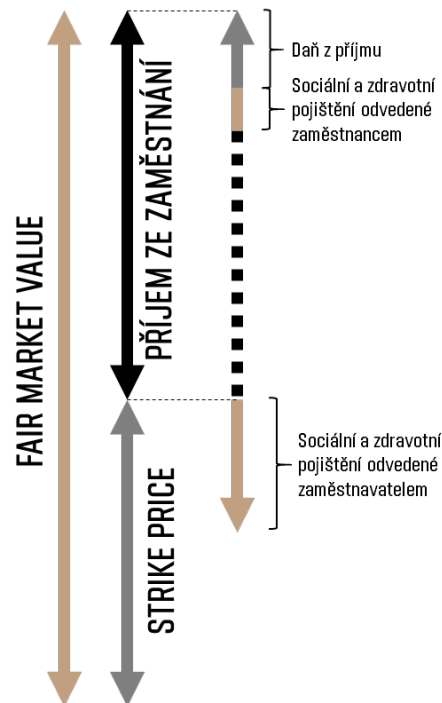 FAIR MARKET VALUE
PŘÍJEM ZE ZAMĚSTNÁNÍ
STRIKE PRICE
Daň z příjmu
Sociální a zdravotní
pojištění odvedené
zaměstnancem
Sociální a zdravotní
pojištění odvedené
zaměstnavatelem